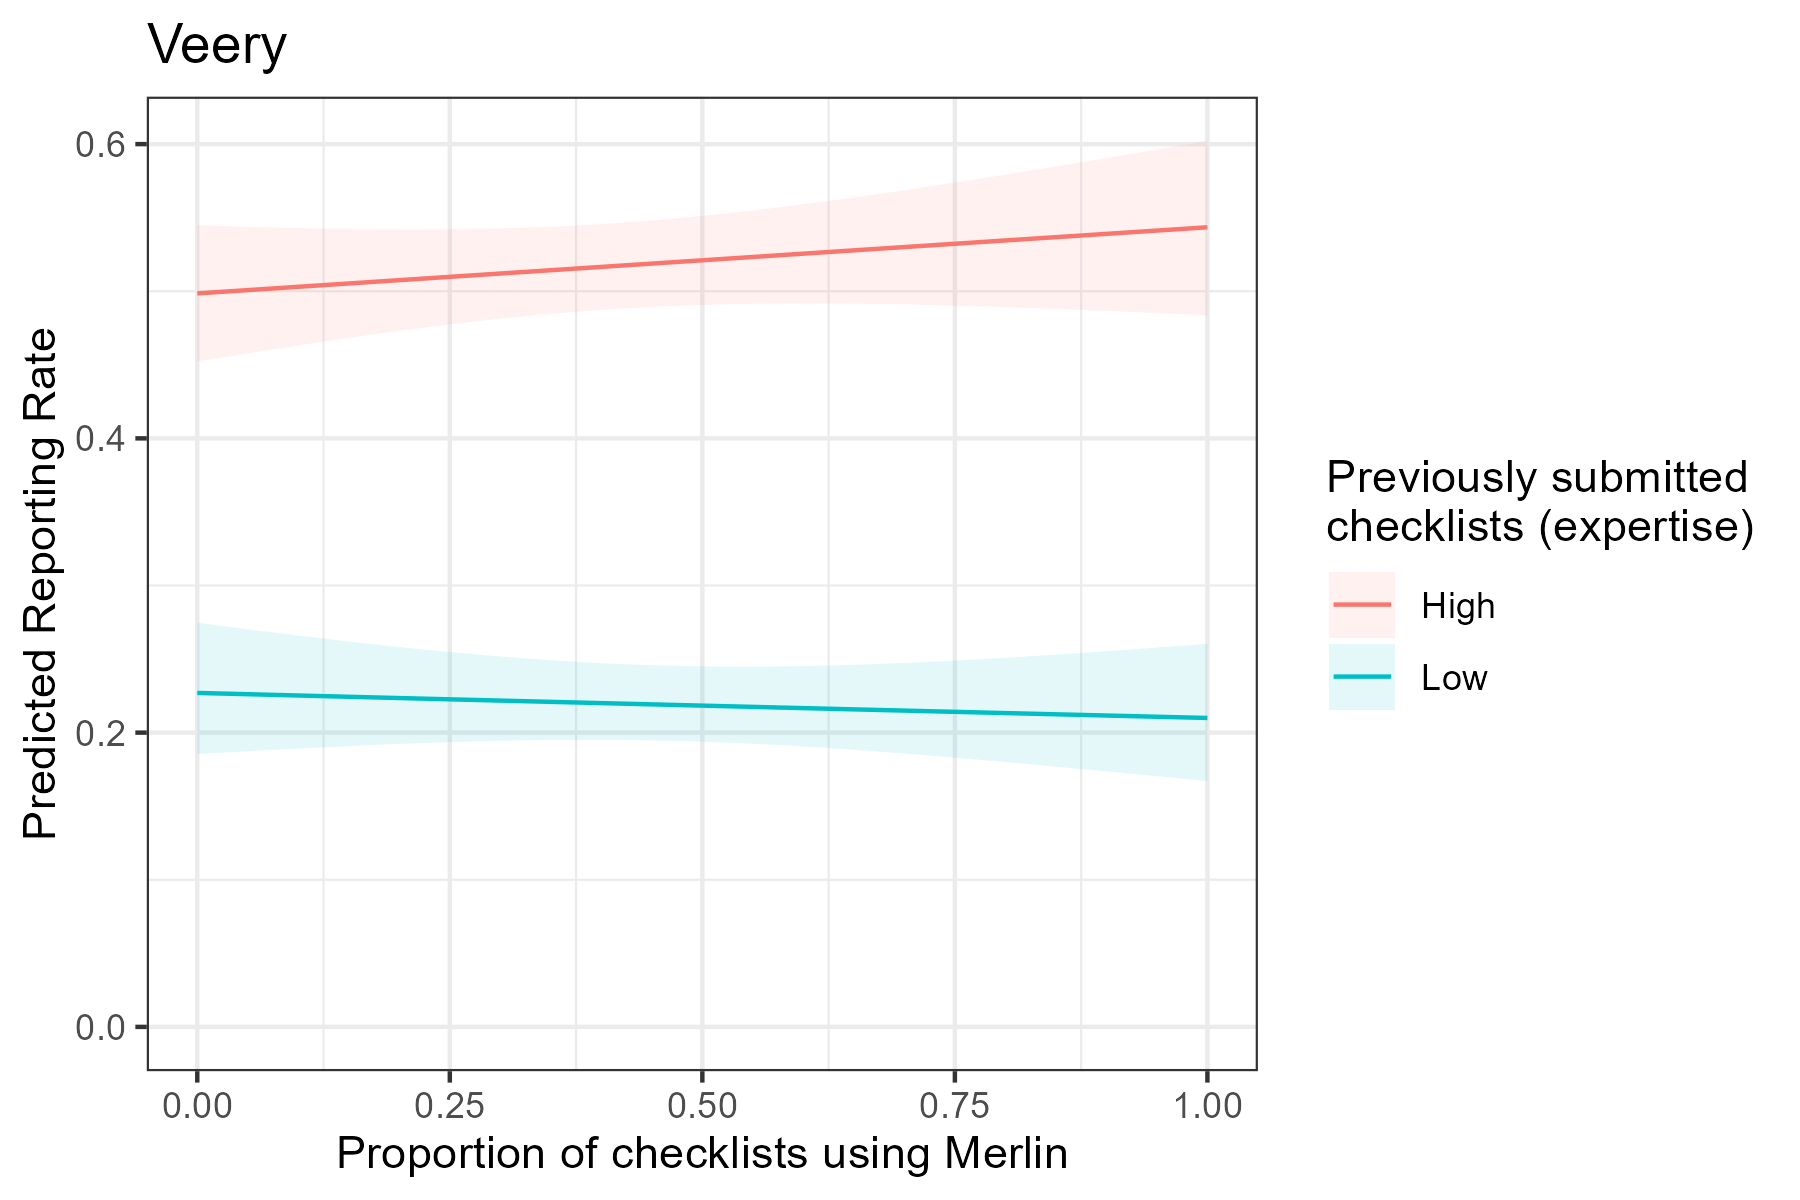 Veery
Predicted Reporting Rate
0.6
0.4
0.2
0.0
0.00 0.25 0.50 0.75 1.00
Proportion of checklists using Merlin
Previously submitted
checklists (expertise)
High
Low